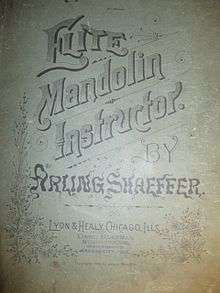 Elite
Mandolin
Instructor.
BY
Arling Shaeffer.
Lyon & Healy, Chicago, Ills.